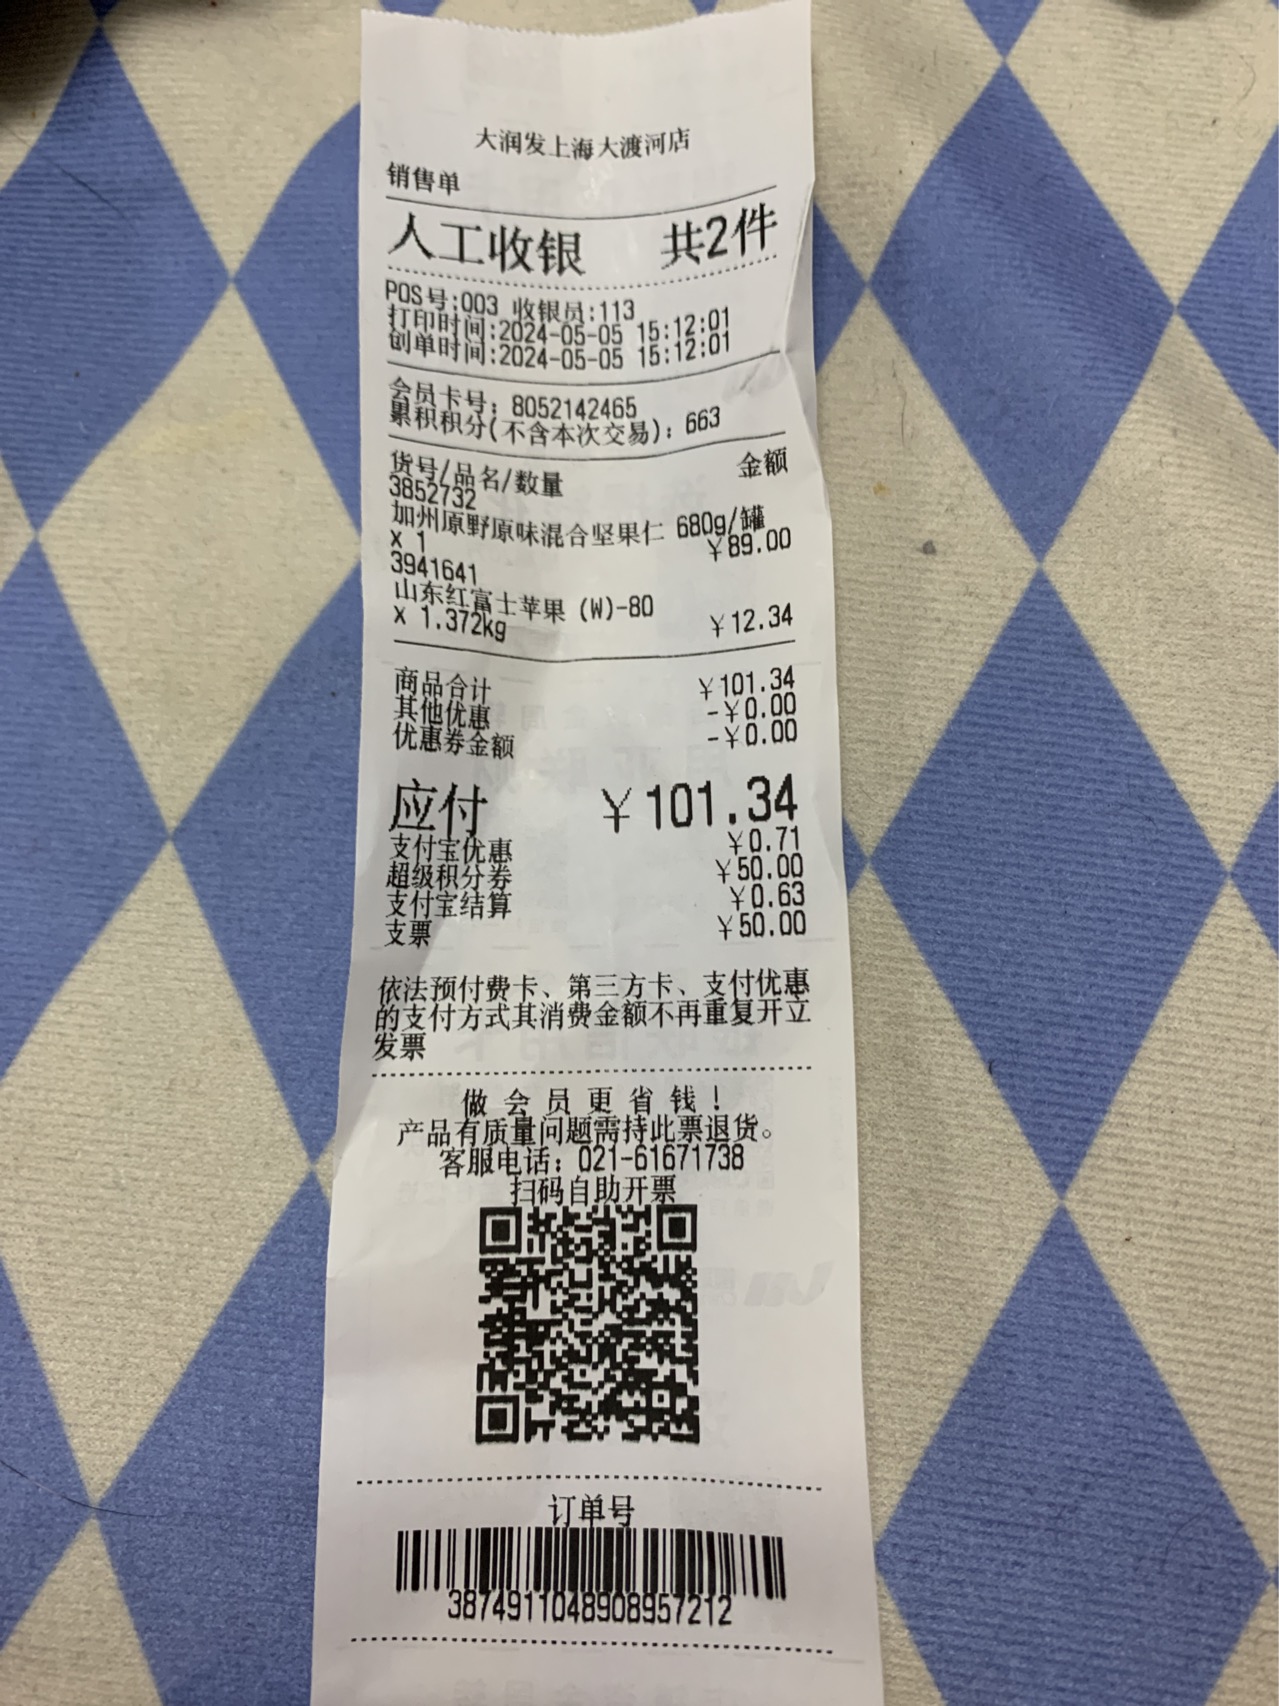 大润发上海大渡河店
销售单
人工收银 共2件
POS号:003 收银员:113
打印时间:2024-05-05 15:12:01
创单时间:2024-05-05 15:12:01
会员卡号: 8052142465
累积积分(不含本次交易): 663
货号/品名/数量 金额
3852732
加州原野原味混合坚果仁 680g/罐
X 1 ￥89.00
3941641
山东红富士苹果 (W)-80
X 1.372kg ￥12.34
商品合计 ￥101.34
其他优惠 -￥0.00
优惠券金额 -￥0.00
应付 ￥101.34
支付宝优惠 ￥0.71
超级积分券 ￥50.00
支付宝结算 ￥0.63
支票 ￥50.00
依法预付费卡、第三方卡、支付优惠
的支付方式其消费金额不再重复开立
发票
做会员更省钱!
产品有质量问题需持此票退货。
客服电话: 021-61671738
扫码自助开票
订单号
3874911048908957212